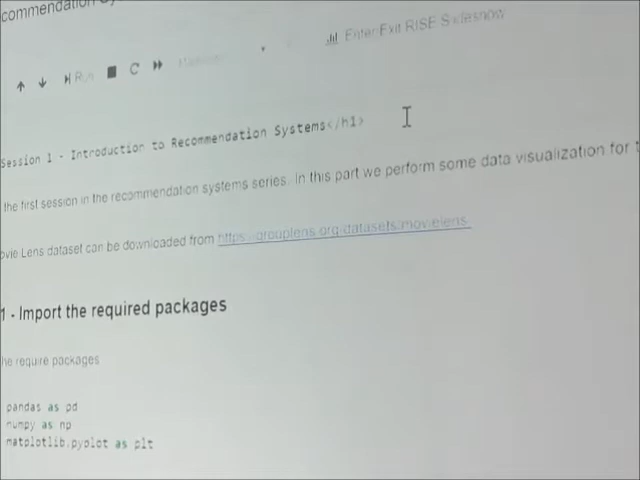 commendation
Run
Enter/Exit RISE Slideshow
Session 1 - Introduction to Recommendation Systems</h1>
the first session in the recommendation systems series. In this part we perform some data visualization for t
ovie Lens dataset can be downloaded from https://grouplens.org/datasets/movielens
1 - Import the required packages
he require packages
pandas as pd
numpy as np
matplotlib.pyplot as plt